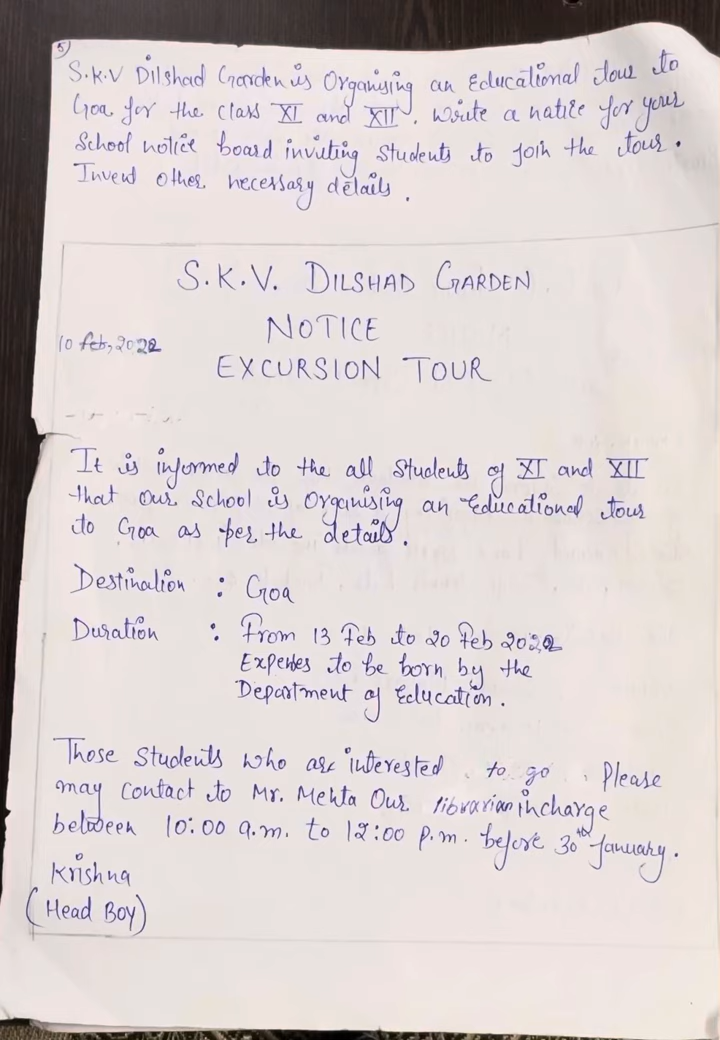 5)
S.K.V Dilshad Garden is Organising an Educational tour to
Goa for the class XI and XII. Write a notice for your
School notice board inviting Students to join the tour.
Invent other necessary details.
S.K.V. DILSHAD GARDEN
NOTICE
10 feb, 2022
EXCURSION TOUR
It is informed to the all Students of XI and XII
that our School is Organising an Educational tour
to Goa as per the details.
Destination : Goa
Duration : From 13 Feb to 20 Feb 2022
Expenses to be born by the
Department of Education.
Those Students who are interested to go Please
may Contact to Mr. Mehta Our librarian incharge
between 10:00 a.m. to 12:00 p.m. before 30th January.
Krishna
(Head Boy)